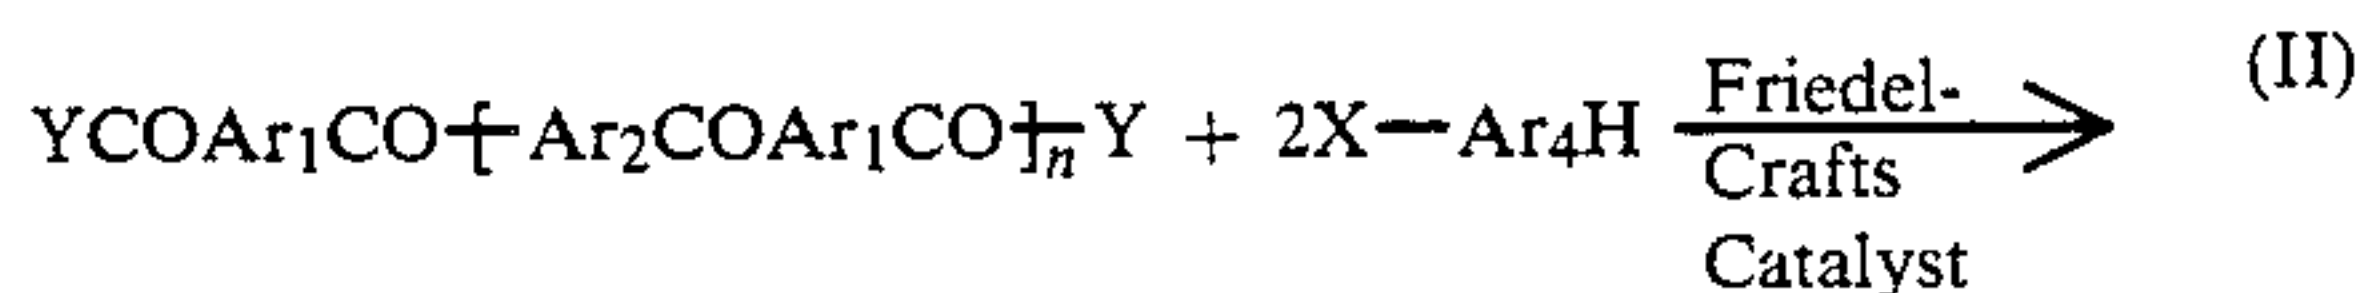 (II)
YCOAr₁CO-[-Ar₂COAr₁CO-]-ₙY + 2X—Ar₄H Friedel-
Crafts
Catalyst